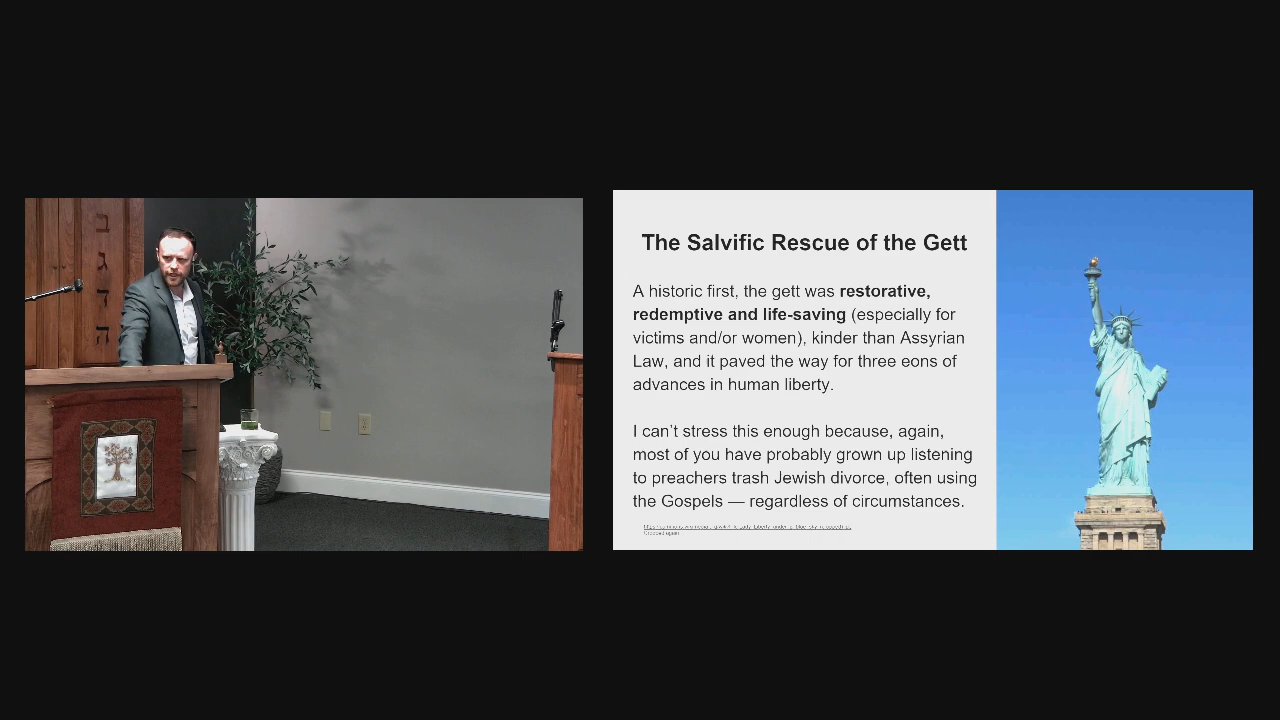 ב
ג
ד
ה
The Salvific Rescue of the Gett
A historic first, the gett was restorative,
redemptive and life-saving (especially for
victims and/or women), kinder than Assyrian
Law, and it paved the way for three eons of
advances in human liberty.
I can’t stress this enough because, again,
most of you have probably grown up listening
to preachers trash Jewish divorce, often using
the Gospels — regardless of circumstances.
Cropped again